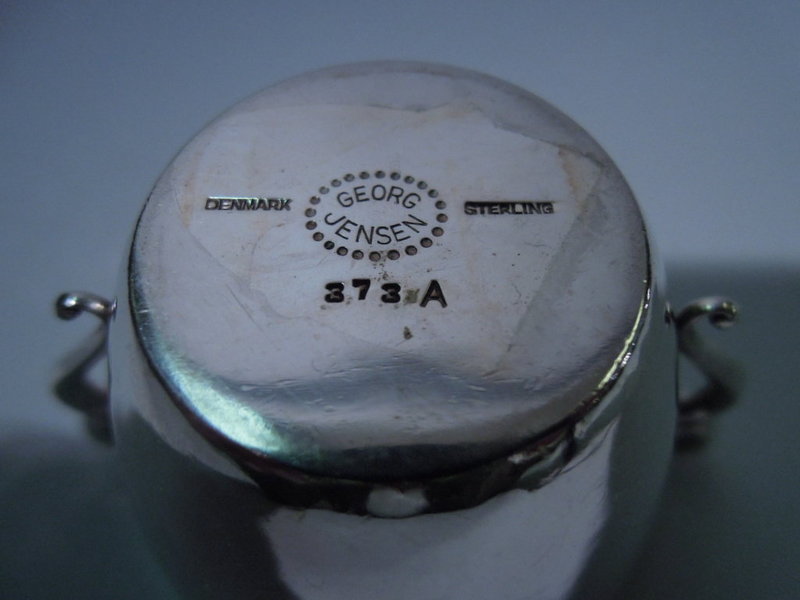 DENMARK
GEORG
JENSEN
STERLING
373 A